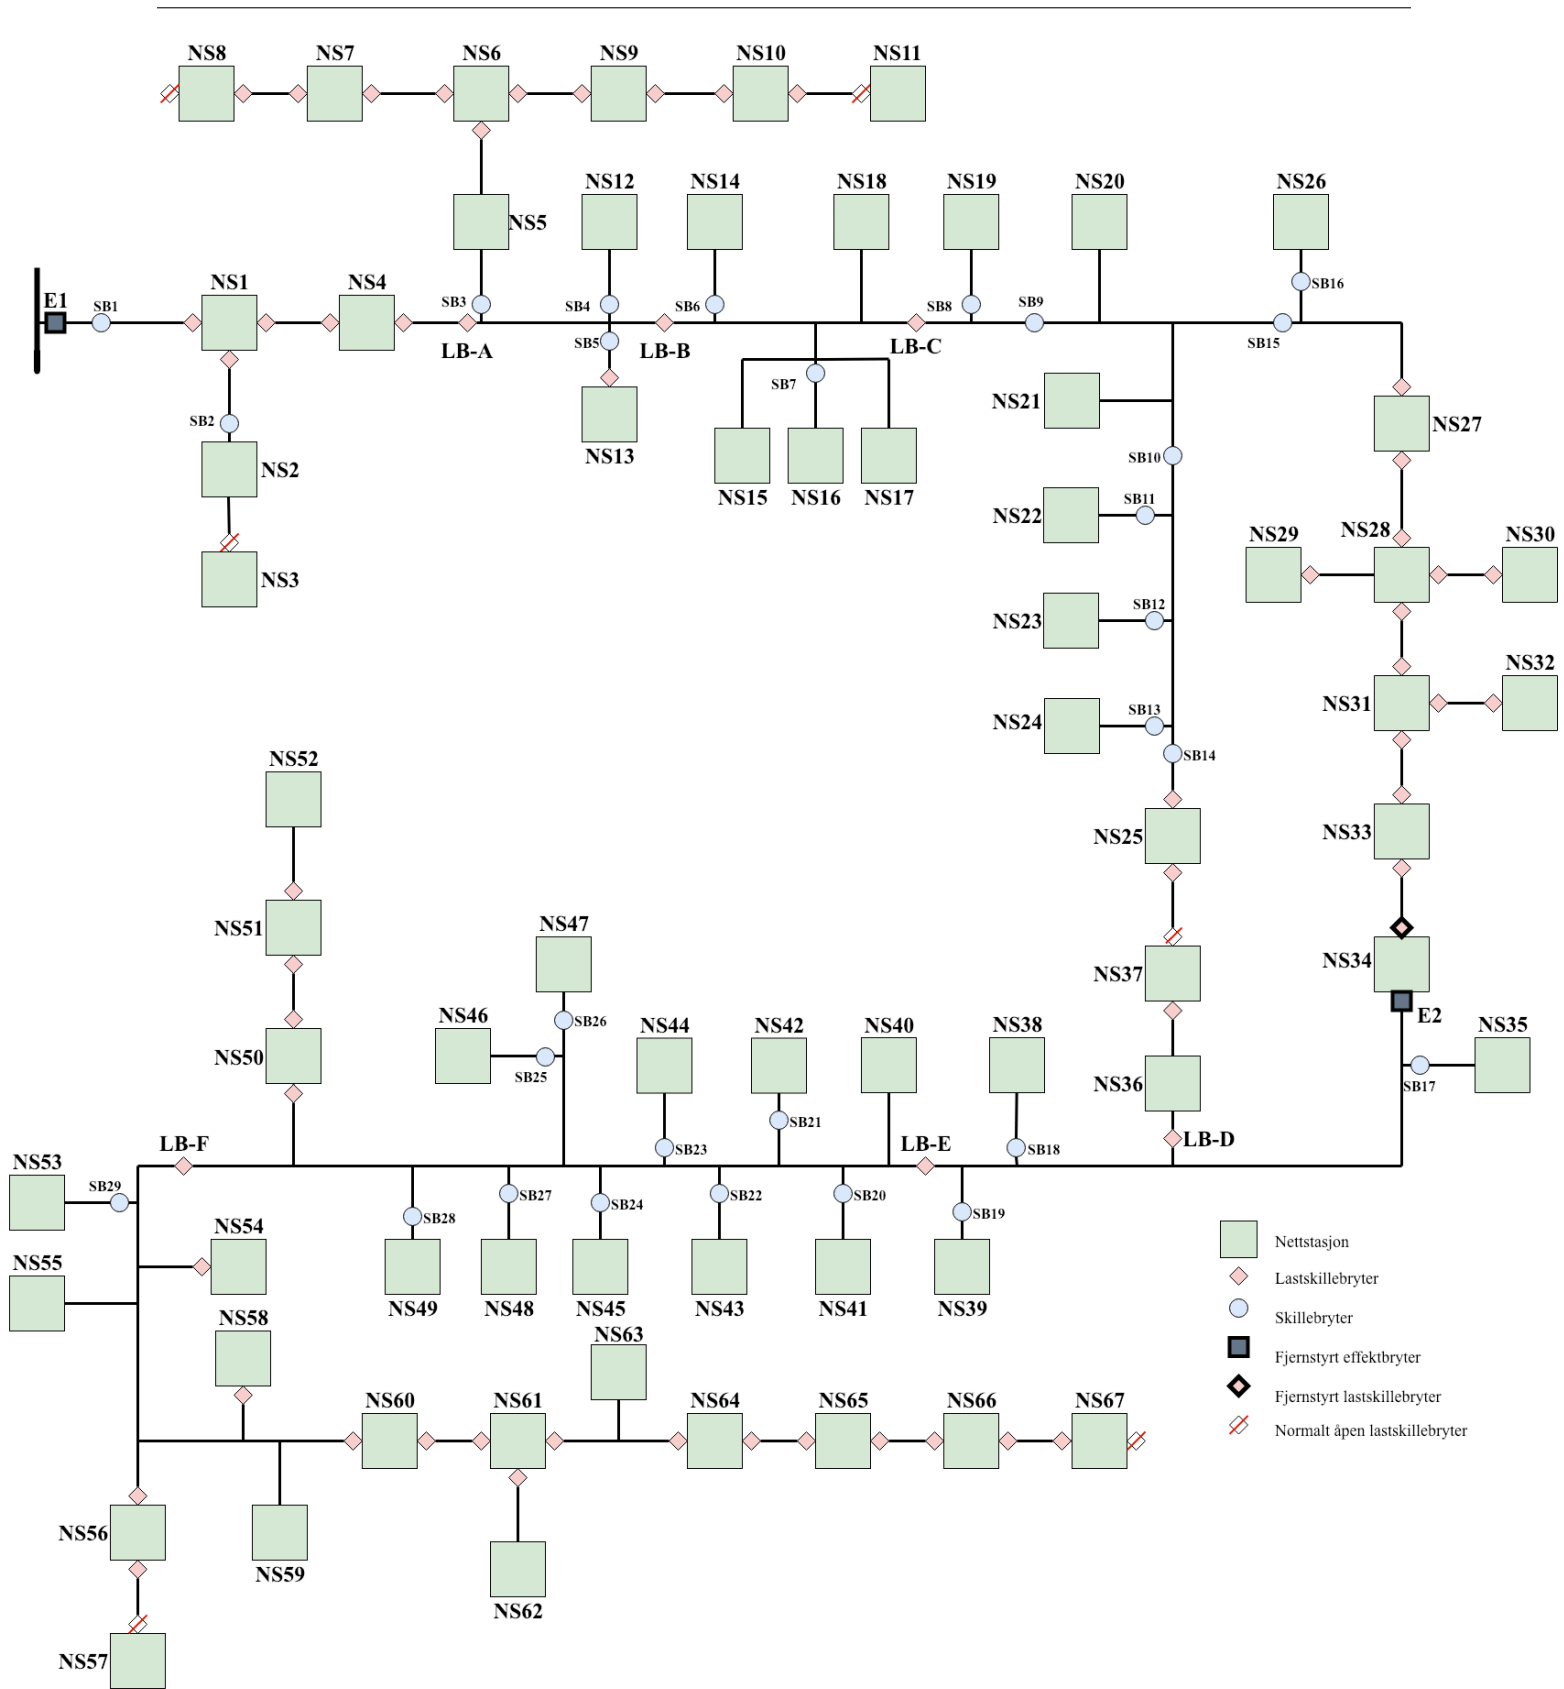 NS8 NS7 NS6 NS9 NS10 NS11
NS12 NS14 NS18 NS19 NS20 NS26
NS5
NS1 NS4
E1 SB1 SB3 SB4 SB6 SB8 SB9 SB16
LB-A SB5 LB-B LB-C SB15
SB7
NS21
SB2 NS27
NS13 SB10
NS2 NS15 NS16 NS17
SB11
NS22
NS29 NS28 NS30
NS3
SB12
NS23
NS32
NS31
SB13
NS24
SB14
NS52
NS33
NS25
NS51 NS47
NS34
NS37
NS46 SB26 NS44 NS42 NS40 NS38 E2 NS35
NS50
SB25 NS36 SB17
SB21
LB-F LB-E LB-D
SB23 SB18
NS53
SB29 SB27 SB24 SB22 SB20
SB28 SB19
NS54
Nettstasjon
NS55
Lastskillebryter
NS49 NS48 NS45 NS43 NS41 NS39
NS58 Skillebryter
NS63
Fjernstyrt effektbryter
NS60 NS61 NS64 NS65 NS66 NS67
Fjernstyrt lastskillebryter
Normalt åpen lastskillebryter
NS56
NS59
NS62
NS57